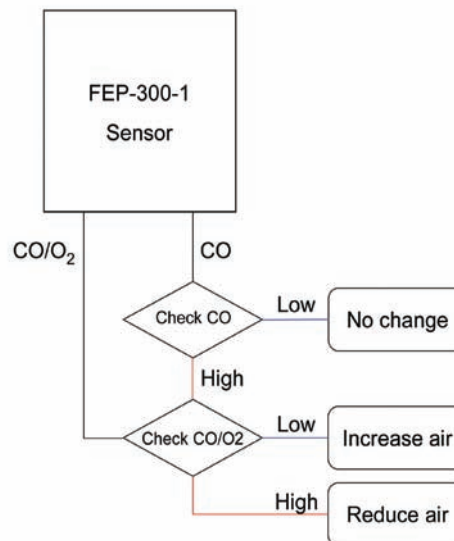 FEP-300-1
Sensor
CO/O₂
CO
Check CO
Low
No change
High
Check CO/O2
Low
Increase air
High
Reduce air